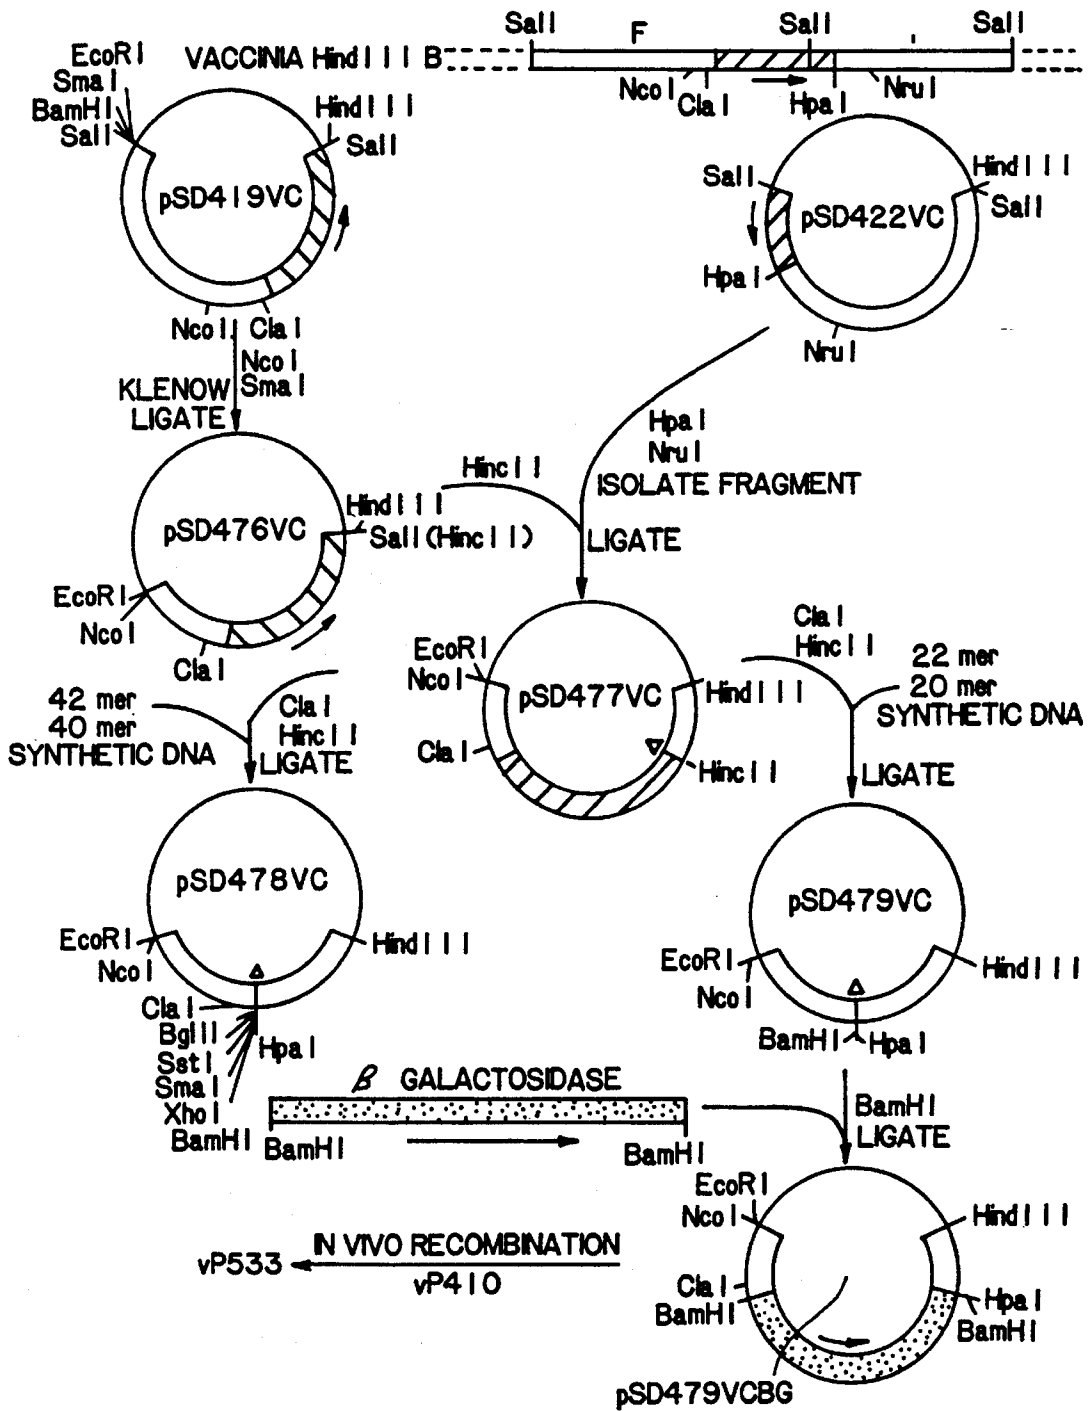 SalI F SalI SalI
VACCINIA HindIII B
NcoI ClaI HpaI NruI
EcoRI
SmaI
BamHI
SalI
HindIII
SalI
pSD419VC
NcoI ClaI
SalI
HindIII
SalI
pSD422VC
HpaI
NruI
NcoI
SmaI
KLENOW
LIGATE
HpaI
NruI
ISOLATE FRAGMENT
HincII
LIGATE
pSD476VC
HindIII
SalI (HincII)
EcoRI
NcoI
ClaI
42 mer
40 mer
SYNTHETIC DNA
ClaI
HincII
LIGATE
EcoRI
NcoI
pSD477VC
HindIII
ClaI
HincII
ClaI
HincII
22 mer
20 mer
SYNTHETIC DNA
LIGATE
pSD478VC
EcoRI
NcoI
HindIII
ClaI
BglII
SstI
SmaI
XhoI
BamHI
HpaI
pSD479VC
EcoRI
NcoI
HindIII
BamHI HpaI
β GALACTOSIDASE
BamHI BamHI
BamHI
LIGATE
EcoRI
NcoI
HindIII
ClaI
BamHI
HpaI
BamHI
pSD479VCBG
IN VIVO RECOMBINATION
vP533
vP410